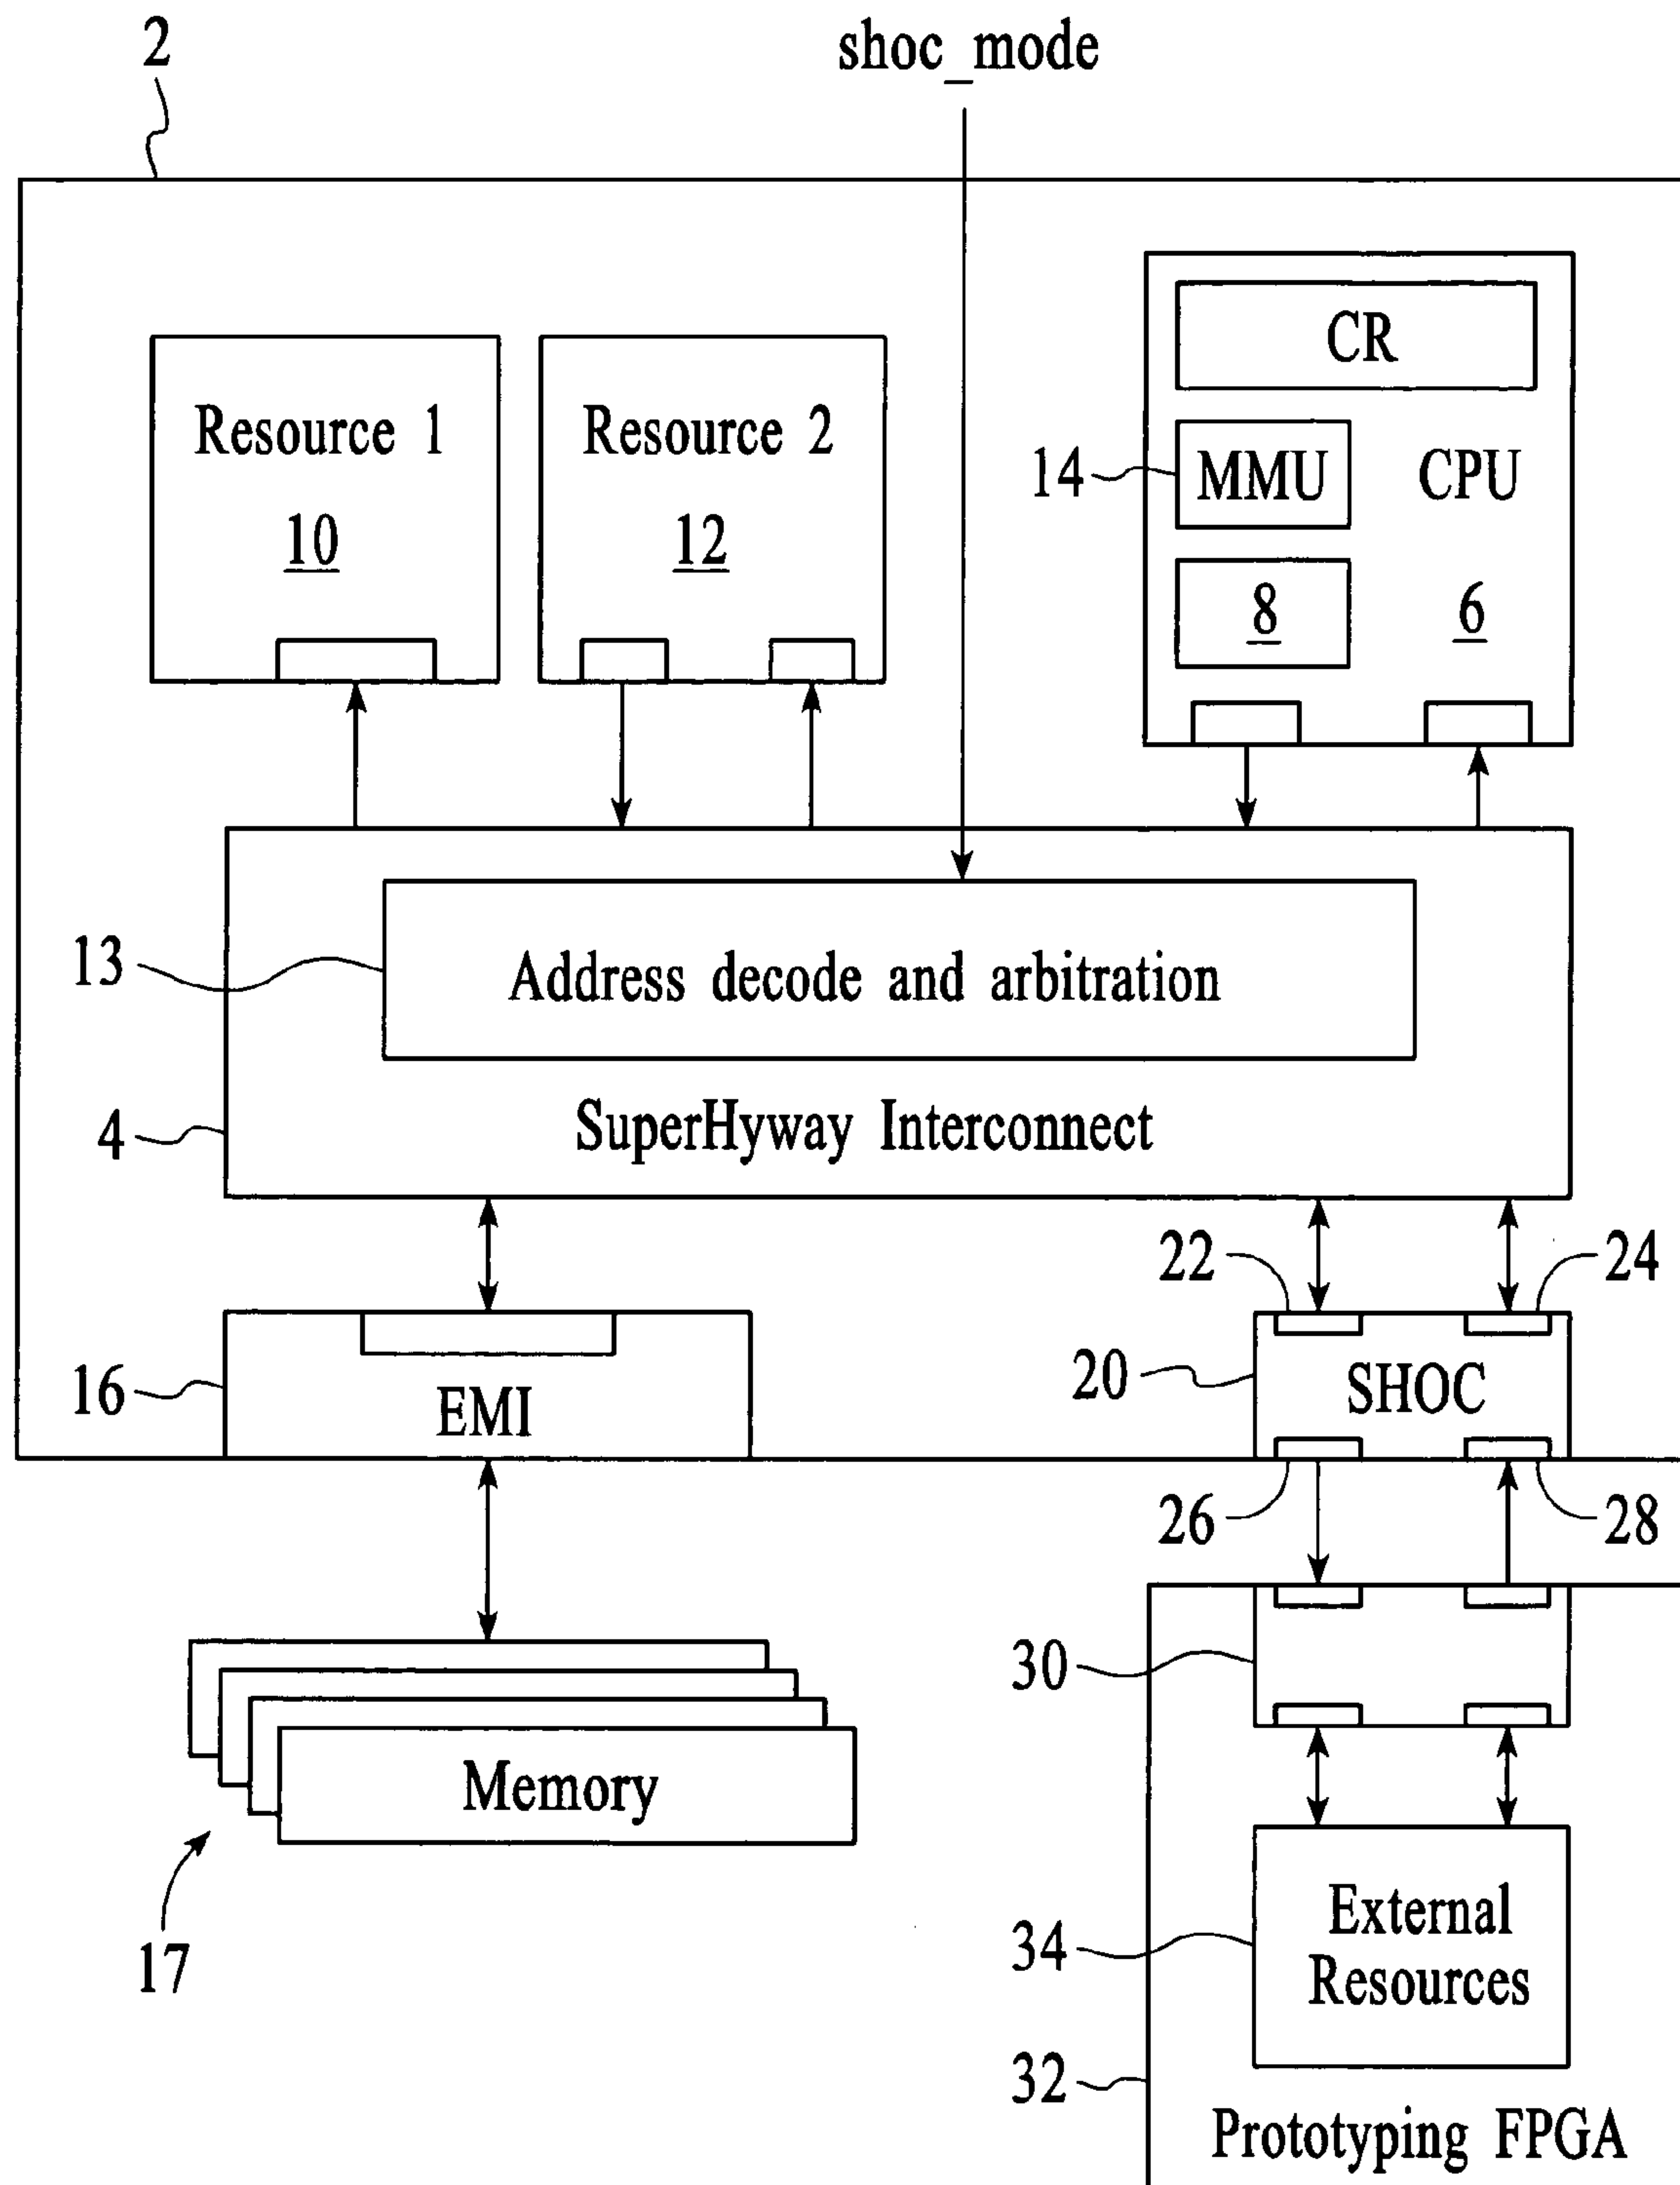 2
shoc_mode
CR
Resource 1
Resource 2
14
MMU
CPU
10
12
8
6
13
Address decode and arbitration
4
SuperHyway Interconnect
22
24
16
EMI
20
SHOC
26
28
30
Memory
17
34
External
Resources
32
Prototyping FPGA